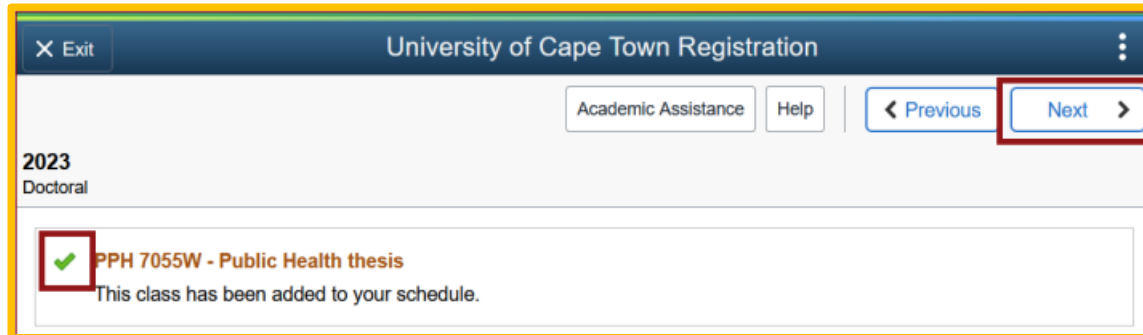 Exit
University of Cape Town Registration
Academic Assistance
Help
Previous
Next
2023
Doctoral
PPH 7055W - Public Health thesis
This class has been added to your schedule.